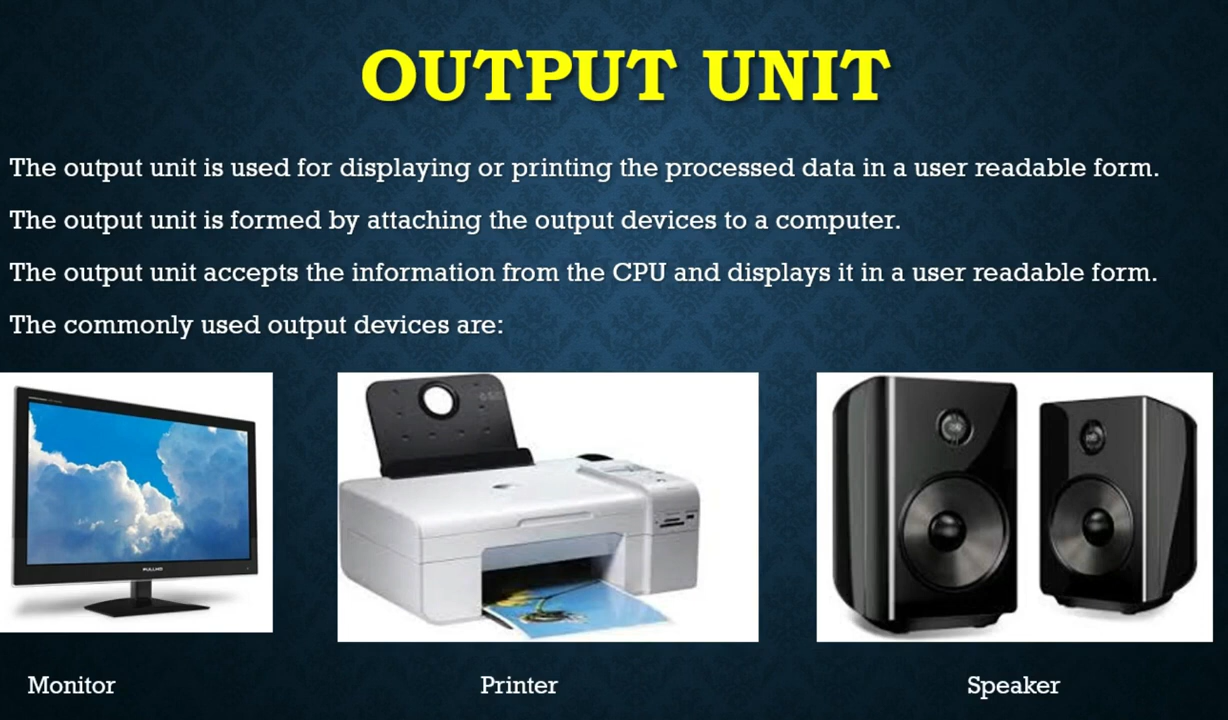 OUTPUT UNIT
The output unit is used for displaying or printing the processed data in a user readable form.
The output unit is formed by attaching the output devices to a computer.
The output unit accepts the information from the CPU and displays it in a user readable form.
The commonly used output devices are:
FULLHD
Monitor
Printer
Speaker